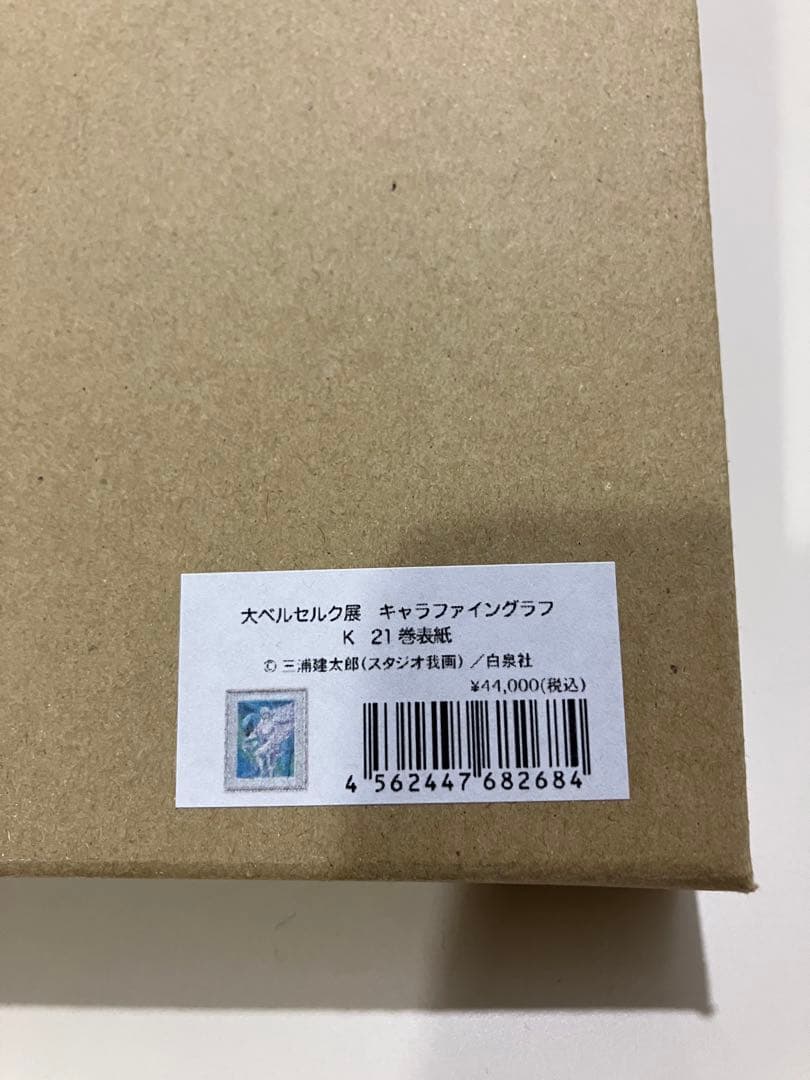 大ベルセルク展　キャラファイングラフ
K　21巻表紙
© 三浦建太郎(スタジオ我画)／白泉社
¥44,000(税込)
4 562447 682684